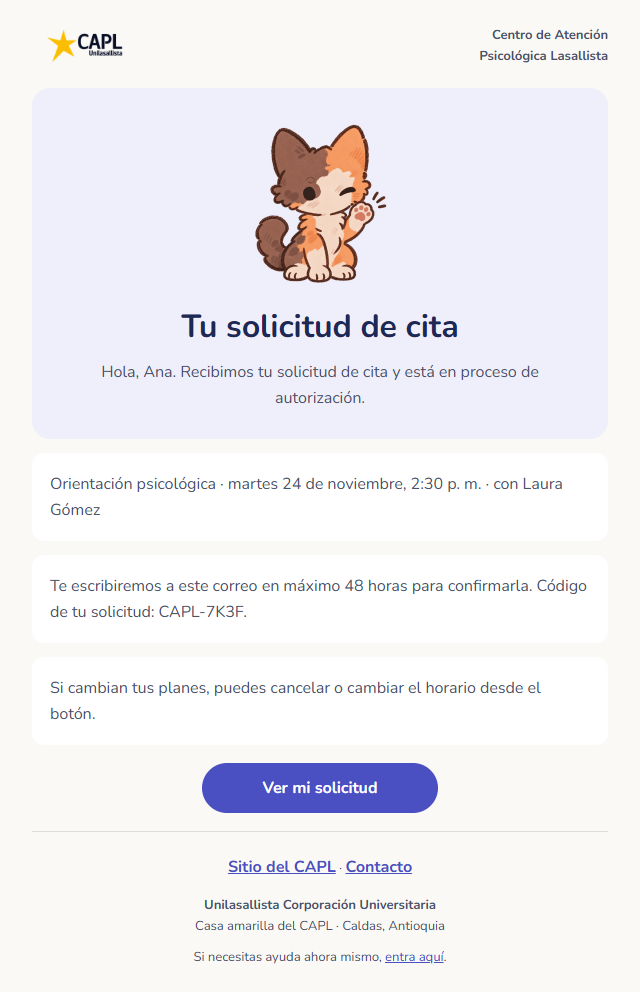 CAPL
Unilasallista
Centro de Atención
Psicológica Lasallista
Tu solicitud de cita
Hola, Ana. Recibimos tu solicitud de cita y está en proceso de
autorización.
Orientación psicológica · martes 24 de noviembre, 2:30 p. m. · con Laura
Gómez
Te escribiremos a este correo en máximo 48 horas para confirmarla. Código
de tu solicitud: CAPL-7K3F.
Si cambian tus planes, puedes cancelar o cambiar el horario desde el
botón.
Ver mi solicitud
Sitio del CAPL · Contacto
Unilasallista Corporación Universitaria
Casa amarilla del CAPL · Caldas, Antioquia
Si necesitas ayuda ahora mismo, entra aquí.